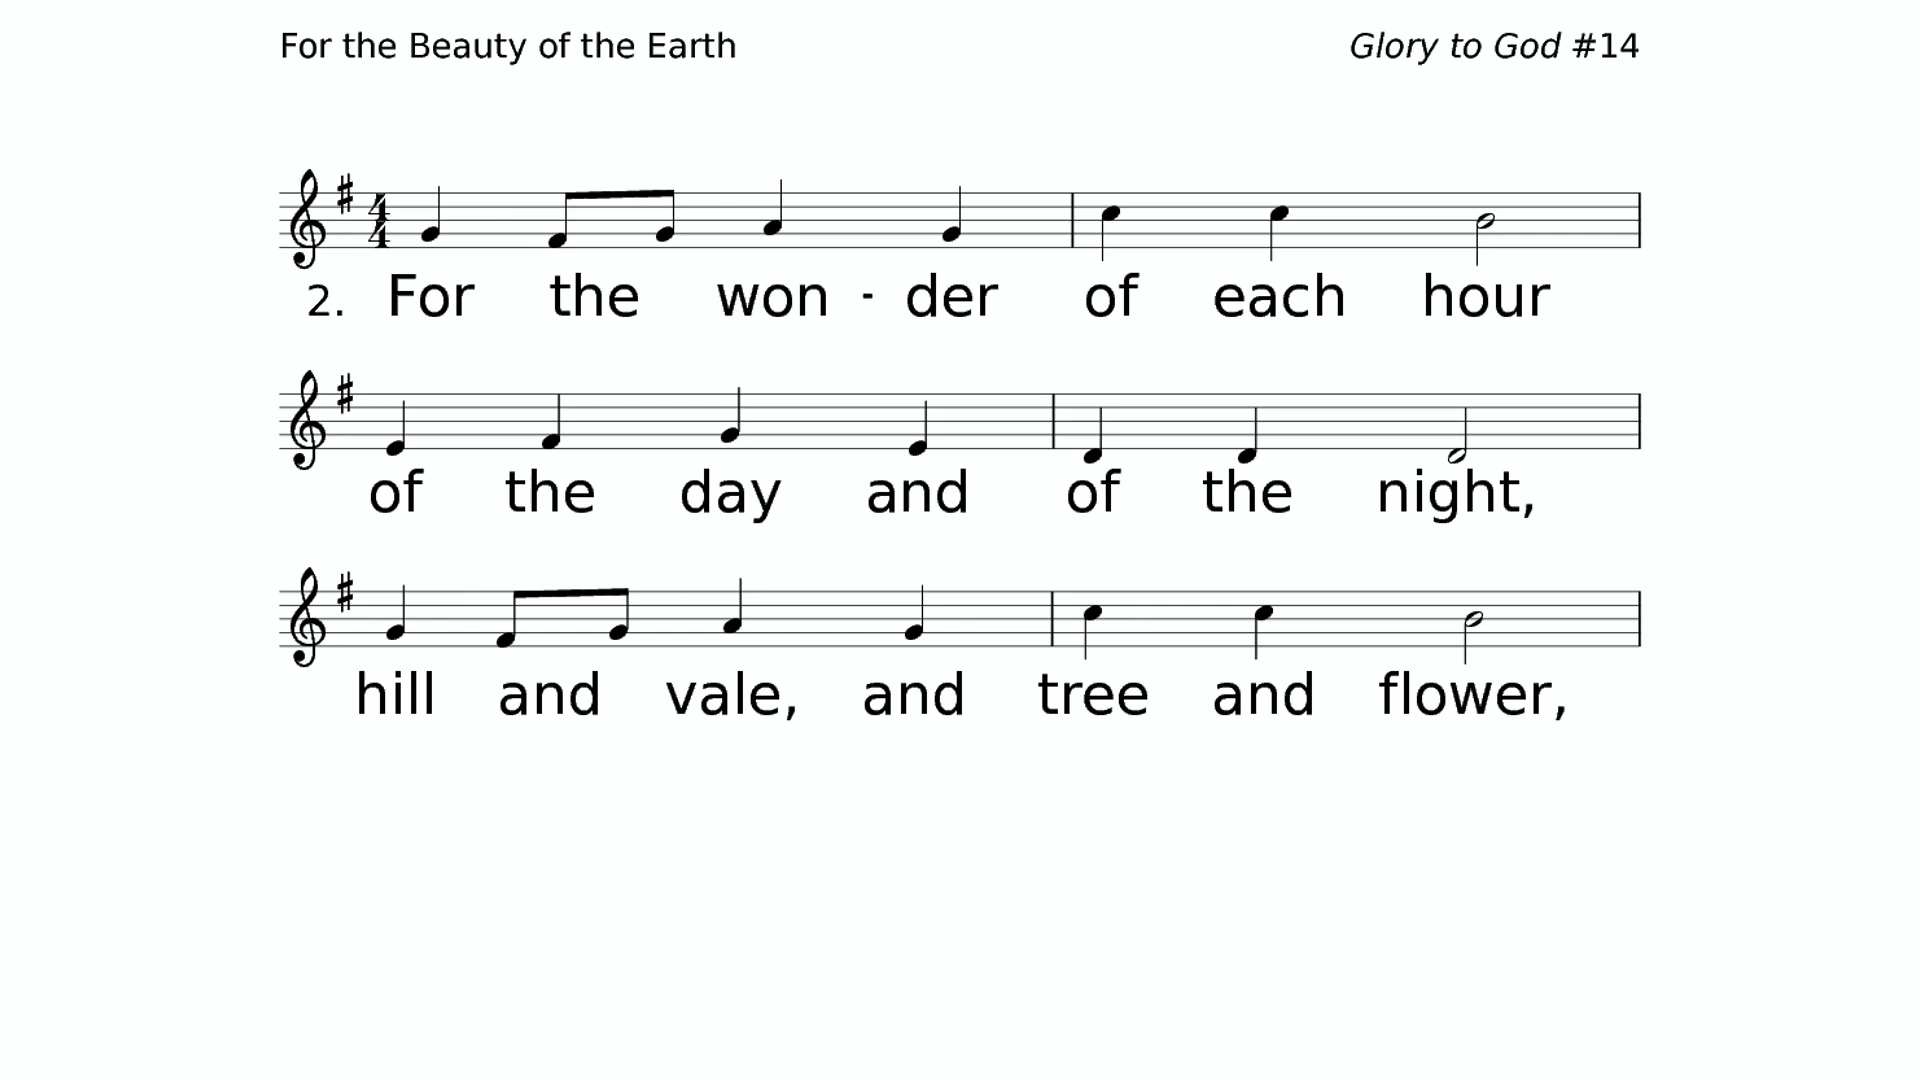 For the Beauty of the Earth
Glory to God #14
2. For the won - der of each hour
of the day and of the night,
hill and vale, and tree and flower,